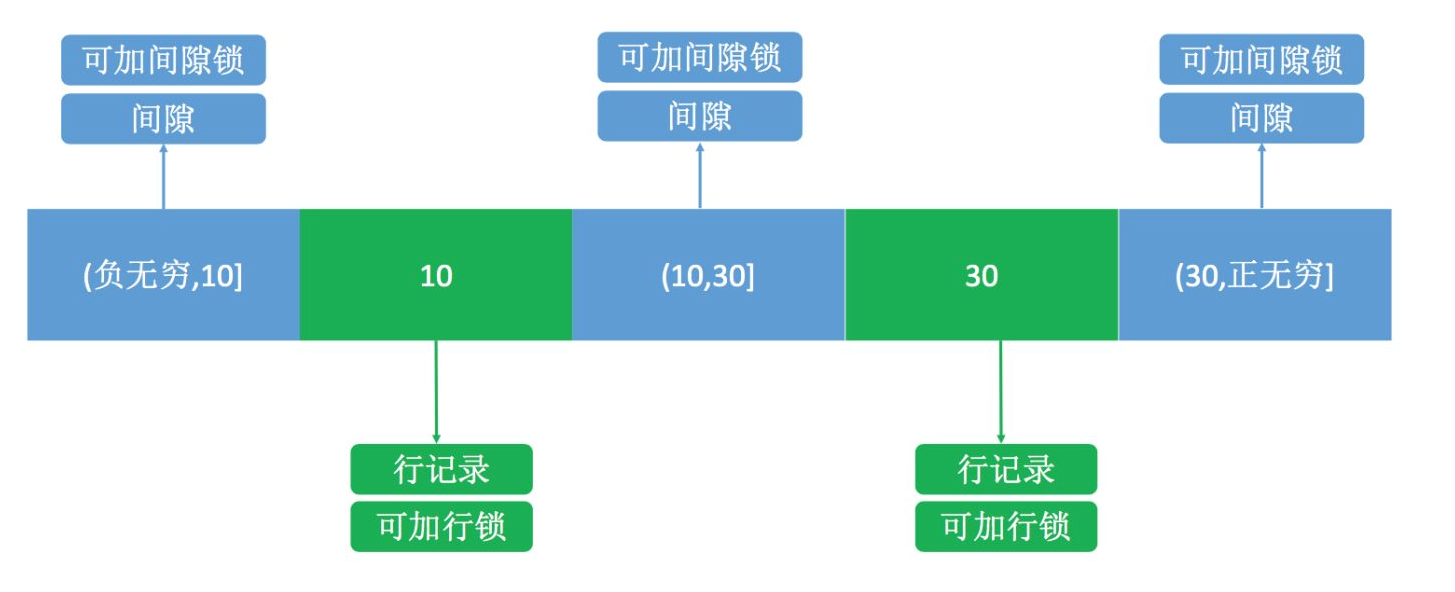 可加间隙锁
间隙
可加间隙锁
间隙
可加间隙锁
间隙
(负无穷,10]
10
(10,30]
30
(30,正无穷]
行记录
可加行锁
行记录
可加行锁